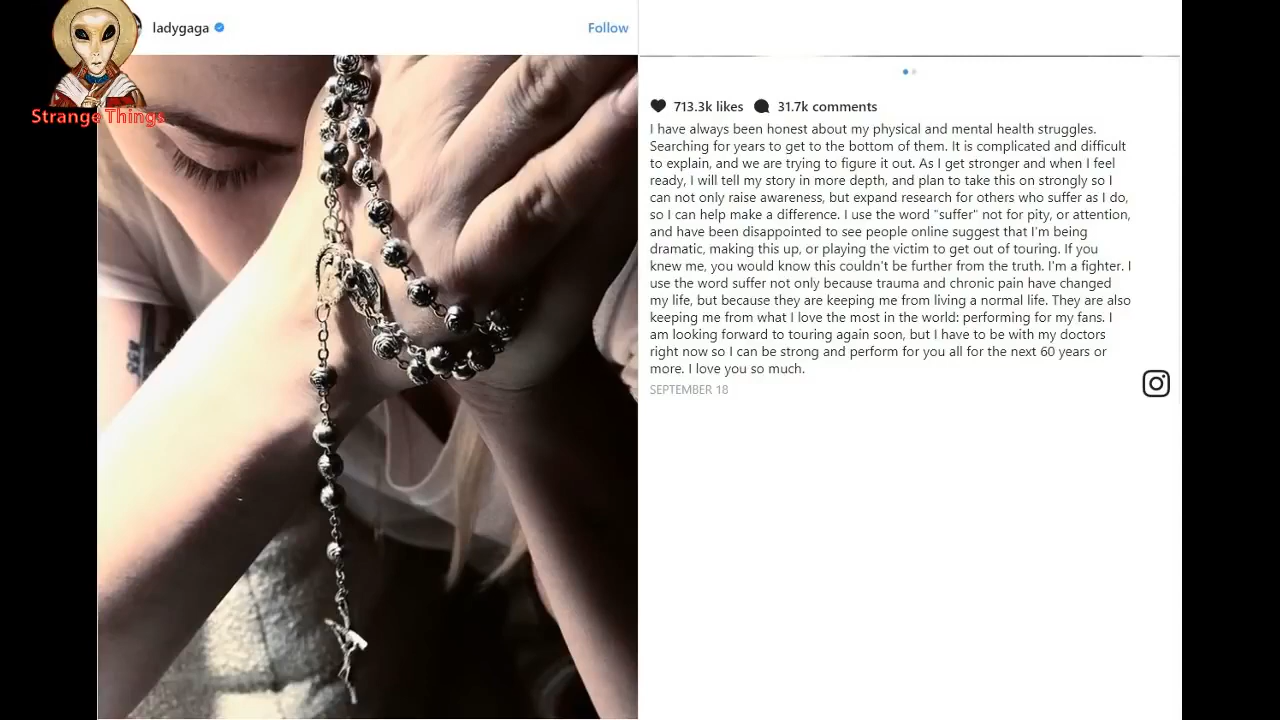 ladygaga
Follow
Strange Things
713.3k likes 31.7k comments
I have always been honest about my physical and mental health struggles.
Searching for years to get to the bottom of them. It is complicated and difficult
to explain, and we are trying to figure it out. As I get stronger and when I feel
ready, I will tell my story in more depth, and plan to take this on strongly so I
can not only raise awareness, but expand research for others who suffer as I do,
so I can help make a difference. I use the word "suffer" not for pity, or attention,
and have been disappointed to see people online suggest that I'm being
dramatic, making this up, or playing the victim to get out of touring. If you
knew me, you would know this couldn't be further from the truth. I'm a fighter. I
use the word suffer not only because trauma and chronic pain have changed
my life, but because they are keeping me from living a normal life. They are also
keeping me from what I love the most in the world: performing for my fans. I
am looking forward to touring again soon, but I have to be with my doctors
right now so I can be strong and perform for you all for the next 60 years or
more. I love you so much.
SEPTEMBER 18